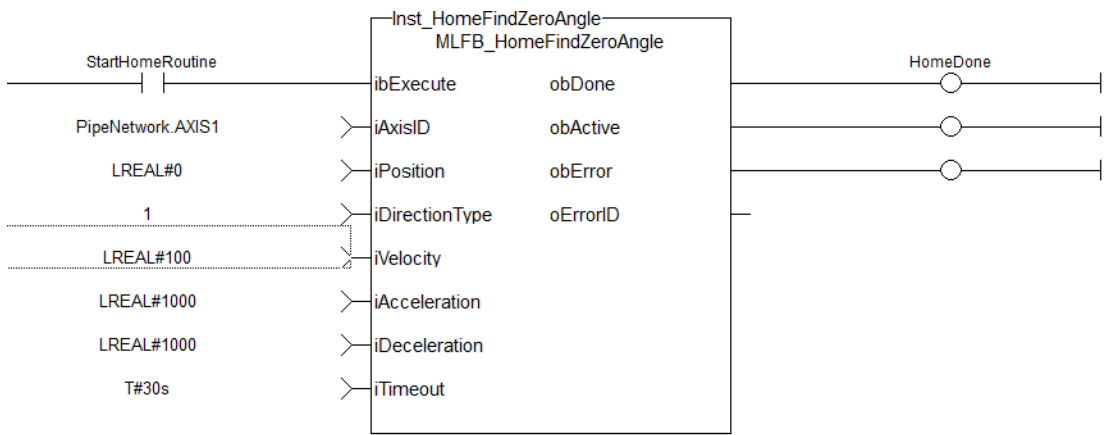 Inst_HomeFindZeroAngle
MLFB_HomeFindZeroAngle
StartHomeRoutine
HomeDone
ibExecute obDone
PipeNetwork.AXIS1 iAxisID obActive
LREAL#0 iPosition obError
1 iDirectionType oErrorID
LREAL#100 iVelocity
LREAL#1000 iAcceleration
LREAL#1000 iDeceleration
T#30s iTimeout